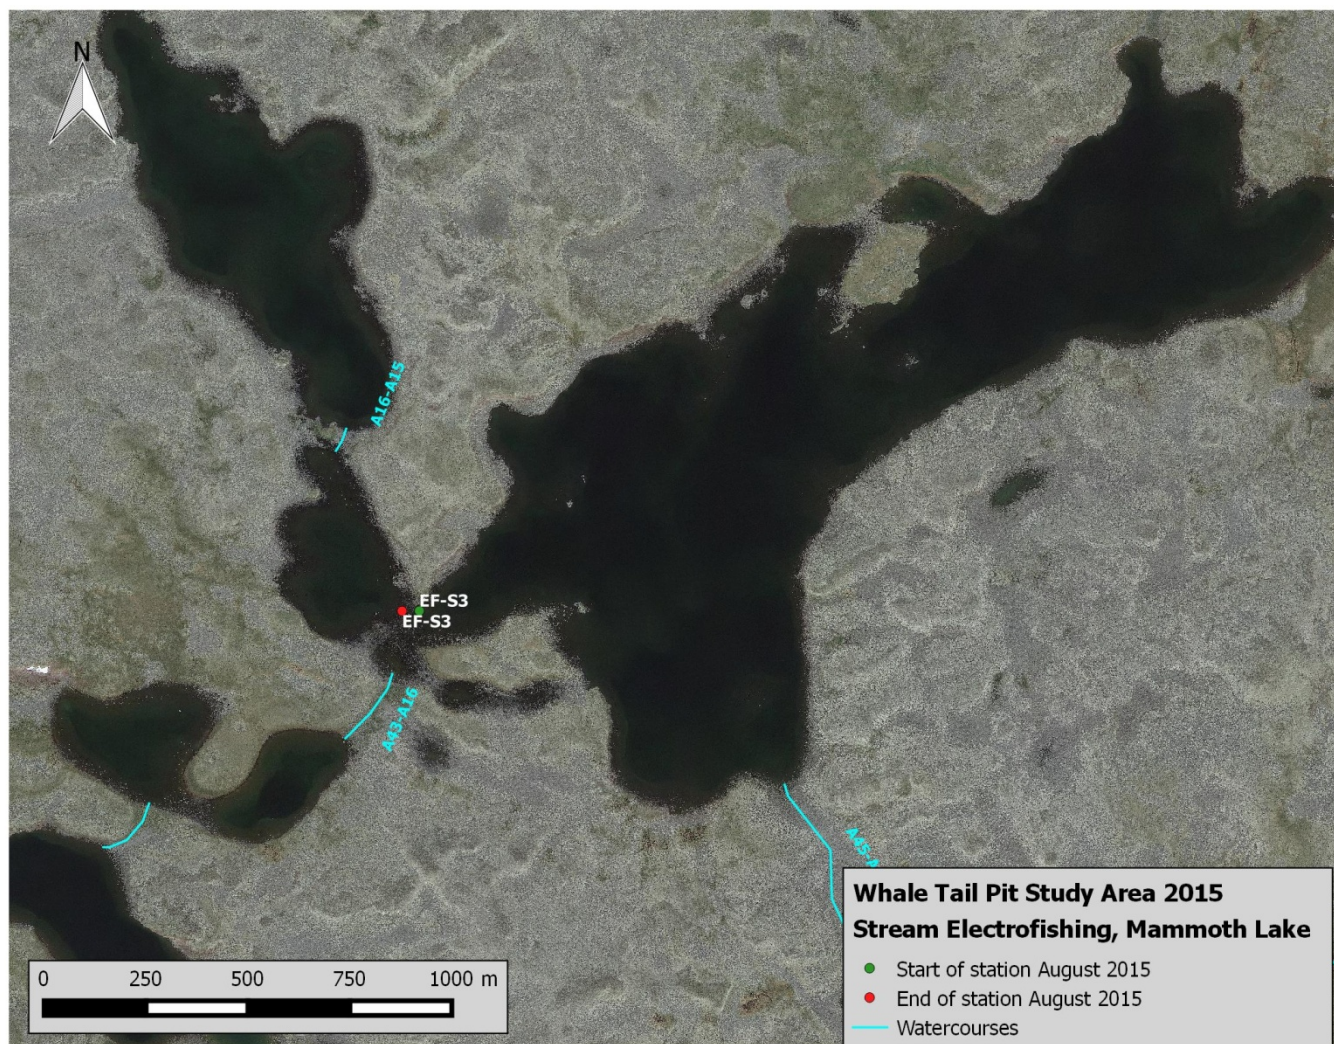 N
A16-A15
EF-S3
EF-S3
A43-A16
A45-A
Whale Tail Pit Study Area 2015
Stream Electrofishing, Mammoth Lake
Start of station August 2015
End of station August 2015
Watercourses
0 250 500 750 1000 m